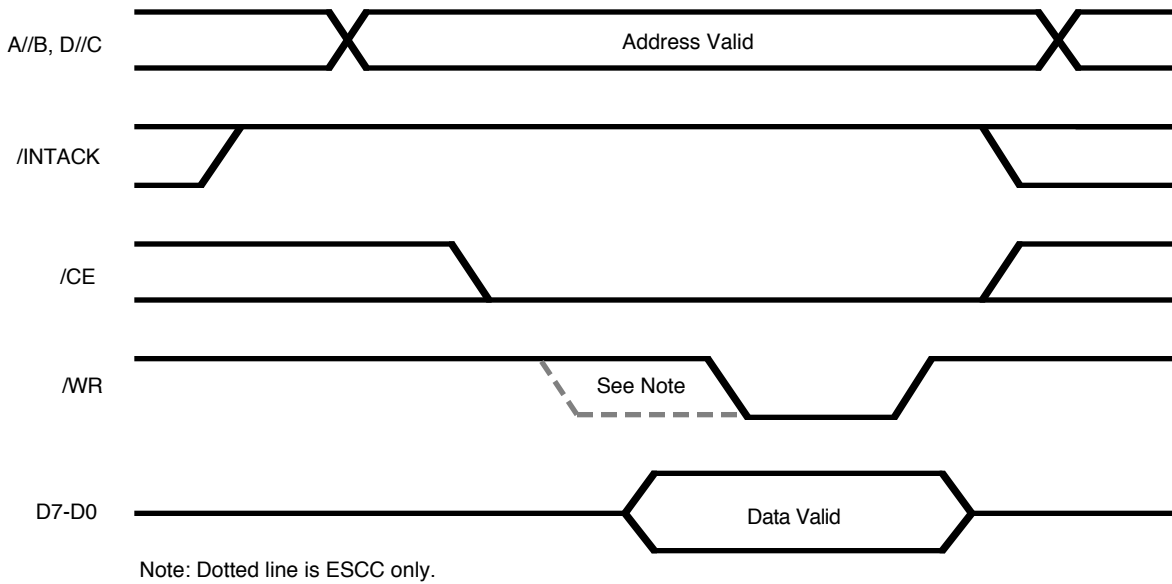 A//B, D//C
Address Valid
/INTACK
/CE
/WR
See Note
D7-D0
Data Valid
Note: Dotted line is ESCC only.